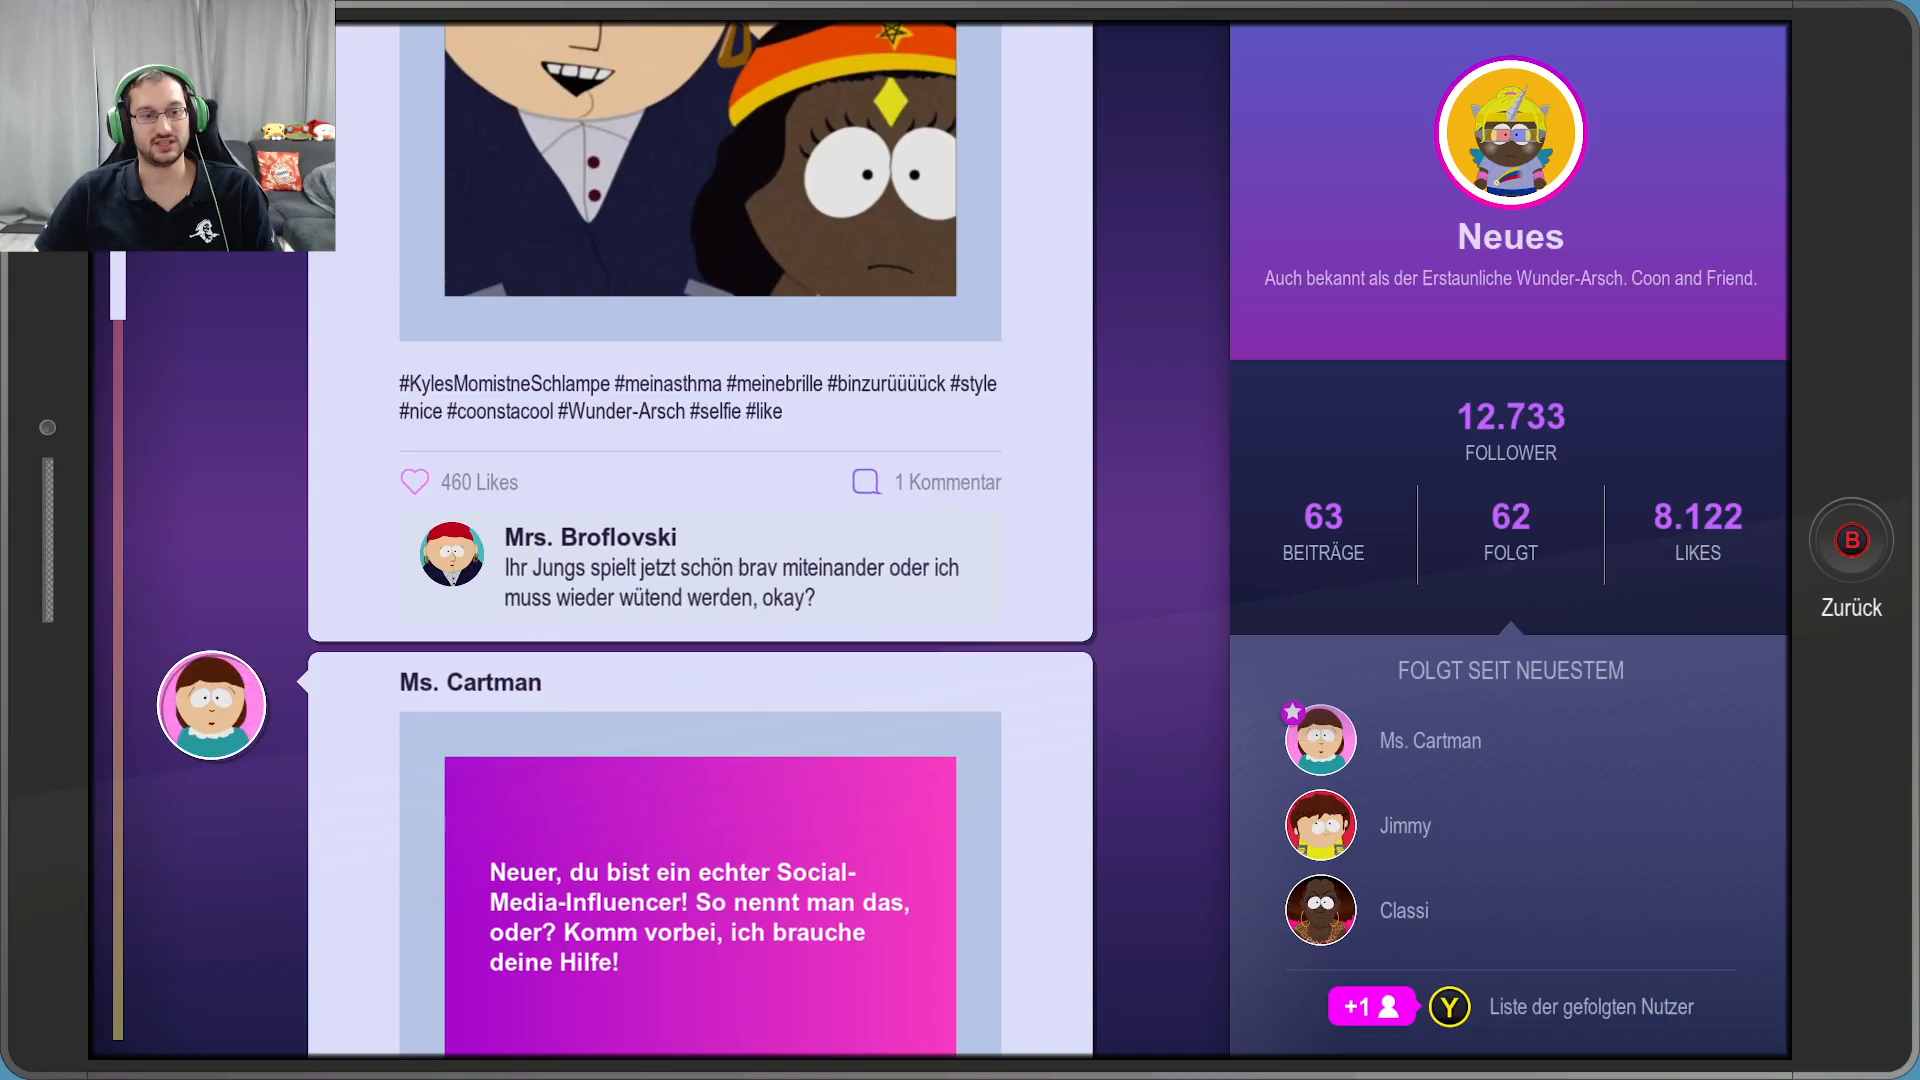 #KylesMomistneSchlampe #meinasthma #meinebrille #binzurüüüück #style
#nice #coonstacool #Wunder-Arsch #selfie #like
460 Likes
1 Kommentar
Mrs. Broflovski
Ihr Jungs spielt jetzt schön brav miteinander oder ich
muss wieder wütend werden, okay?
Ms. Cartman
Neuer, du bist ein echter Social-
Media-Influencer! So nennt man das,
oder? Komm vorbei, ich brauche
deine Hilfe!
Neues
Auch bekannt als der Erstaunliche Wunder-Arsch. Coon and Friend.
12.733
FOLLOWER
63
BEITRÄGE
62
FOLGT
8.122
LIKES
FOLGT SEIT NEUESTEM
Ms. Cartman
Jimmy
Classi
+1
Y
Liste der gefolgten Nutzer
B
Zurück